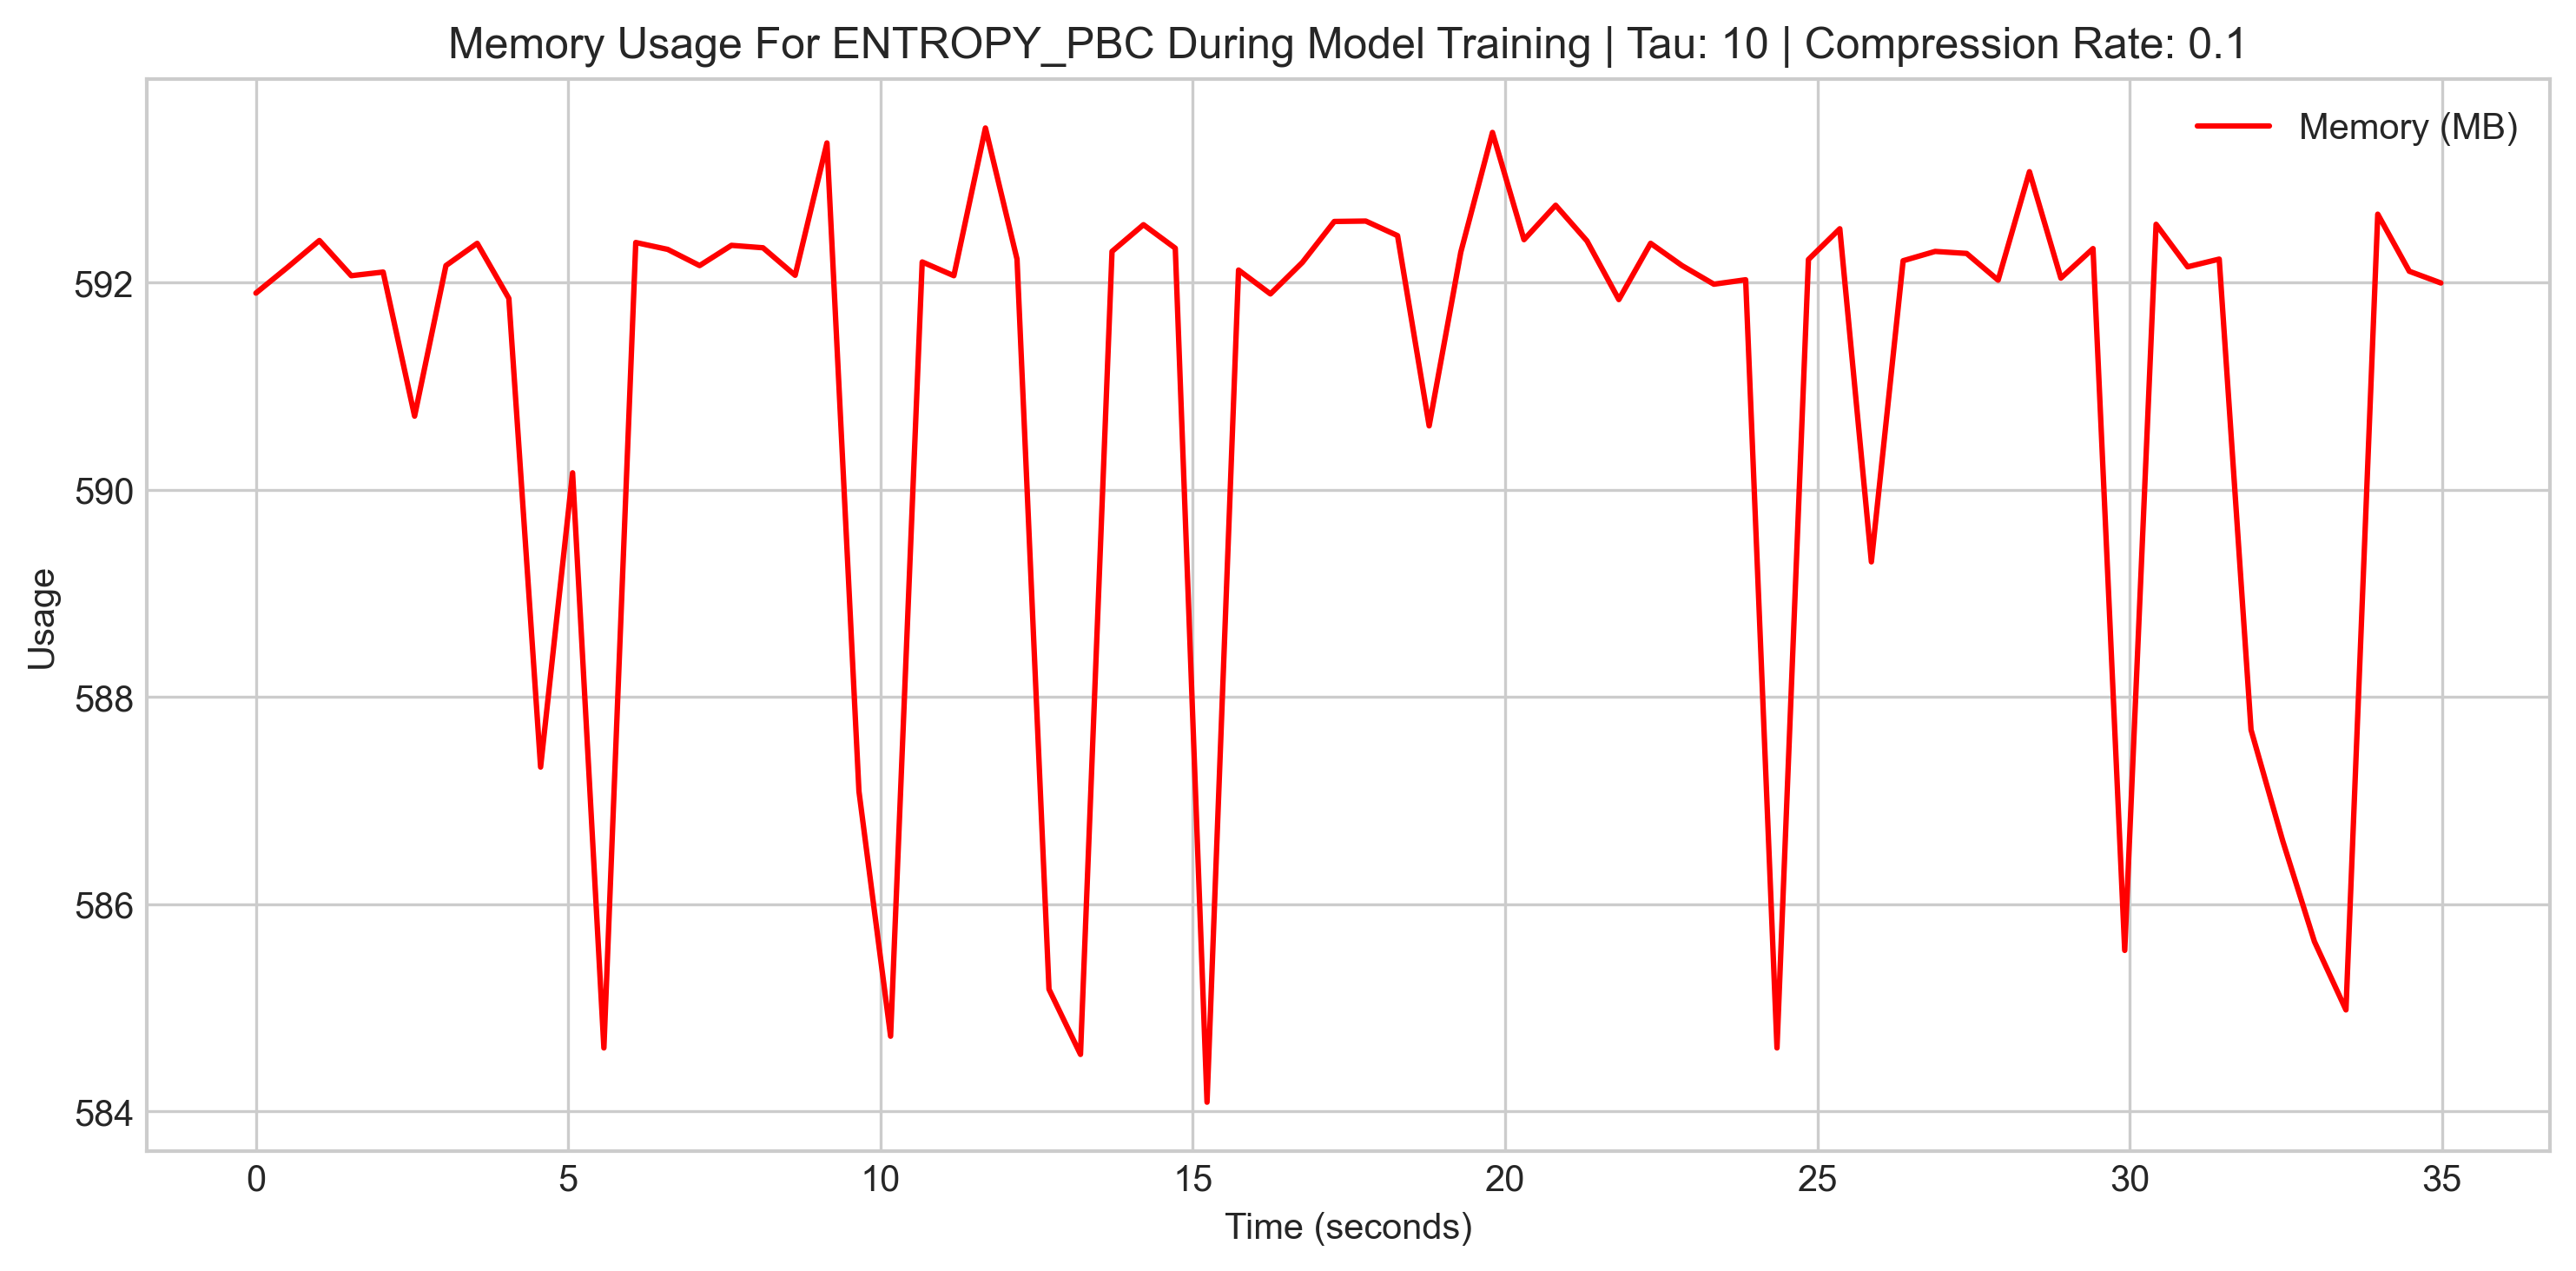 Memory Usage For ENTROPY_PBC During Model Training | Tau: 10 | Compression Rate: 0.1
Memory (MB)
592
590
588
586
584
Usage
0 5 10 15 20 25 30 35
Time (seconds)